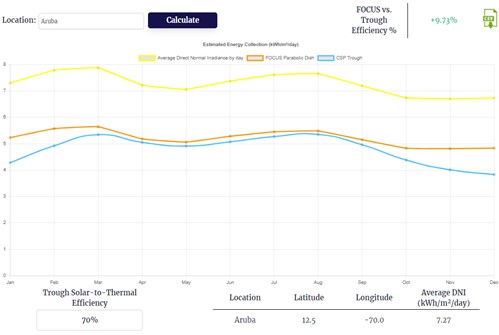 Location:
Aruba
Calculate
FOCUS vs.
Trough
Efficiency %
+9.73%
CSV
Estimated Energy Collection (kWh/m²/day)
Average Direct Normal Irradiance by day
FOCUS Parabolic Dish
CSP Trough
8
7
6
5
4
3
2
1
0
Jan
Feb
Mar
Apr
May
Jun
Jul
Aug
Sep
Oct
Nov
Dec
Trough Solar-to-Thermal
Efficiency
70%
Location
Latitude
Longitude
Average DNI
(kWh/m²/day)
Aruba
12.5
-70.0
7.27